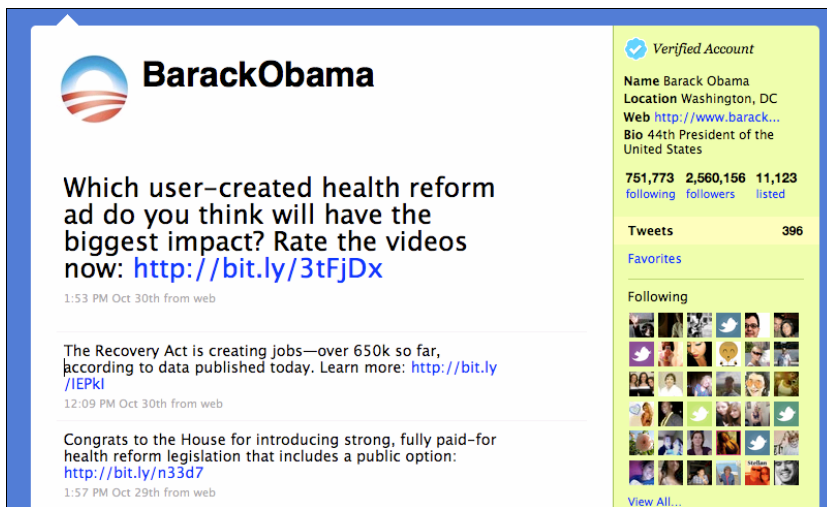 BarackObama
Which user-created health reform
ad do you think will have the
biggest impact? Rate the videos
now: http://bit.ly/3tFjDx
1:53 PM Oct 30th from web
The Recovery Act is creating jobs—over 650k so far,
according to data published today. Learn more: http://bit.ly
/IEPkI
12:09 PM Oct 30th from web
Congrats to the House for introducing strong, fully paid-for
health reform legislation that includes a public option:
http://bit.ly/n33d7
1:57 PM Oct 29th from web
Verified Account
Name Barack Obama
Location Washington, DC
Web http://www.barack...
Bio 44th President of the
United States
751,773 2,560,156 11,123
following followers listed
Tweets 396
Favorites
Following
View All...